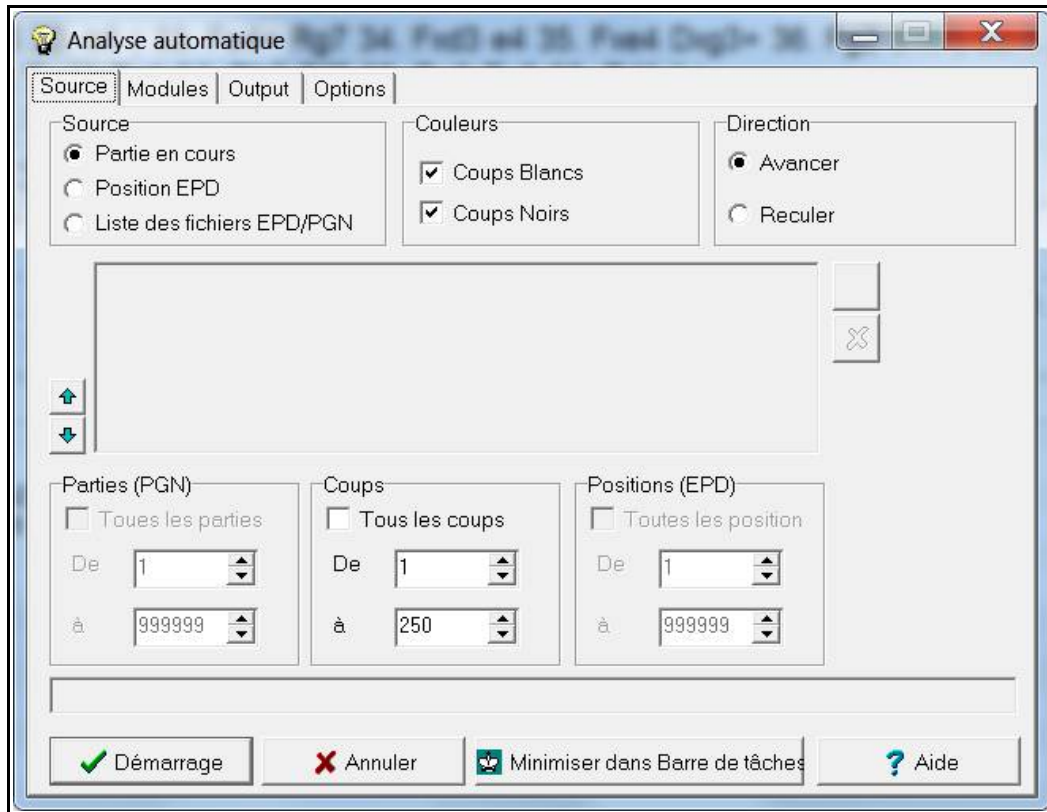 Analyse automatique
Source
Modules
Output
Options
Source
Partie en cours
Position EPD
Liste des fichiers EPD/PGN
Couleurs
Coups Blancs
Coups Noirs
Direction
Avancer
Reculer
Parties (PGN)
Toues les parties
De 1
à 999999
Coups
Tous les coups
De 1
à 250
Positions (EPD)
Toutes les position
De 1
à 999999
Démarrage
Annuler
Minimiser dans Barre de tâches
Aide